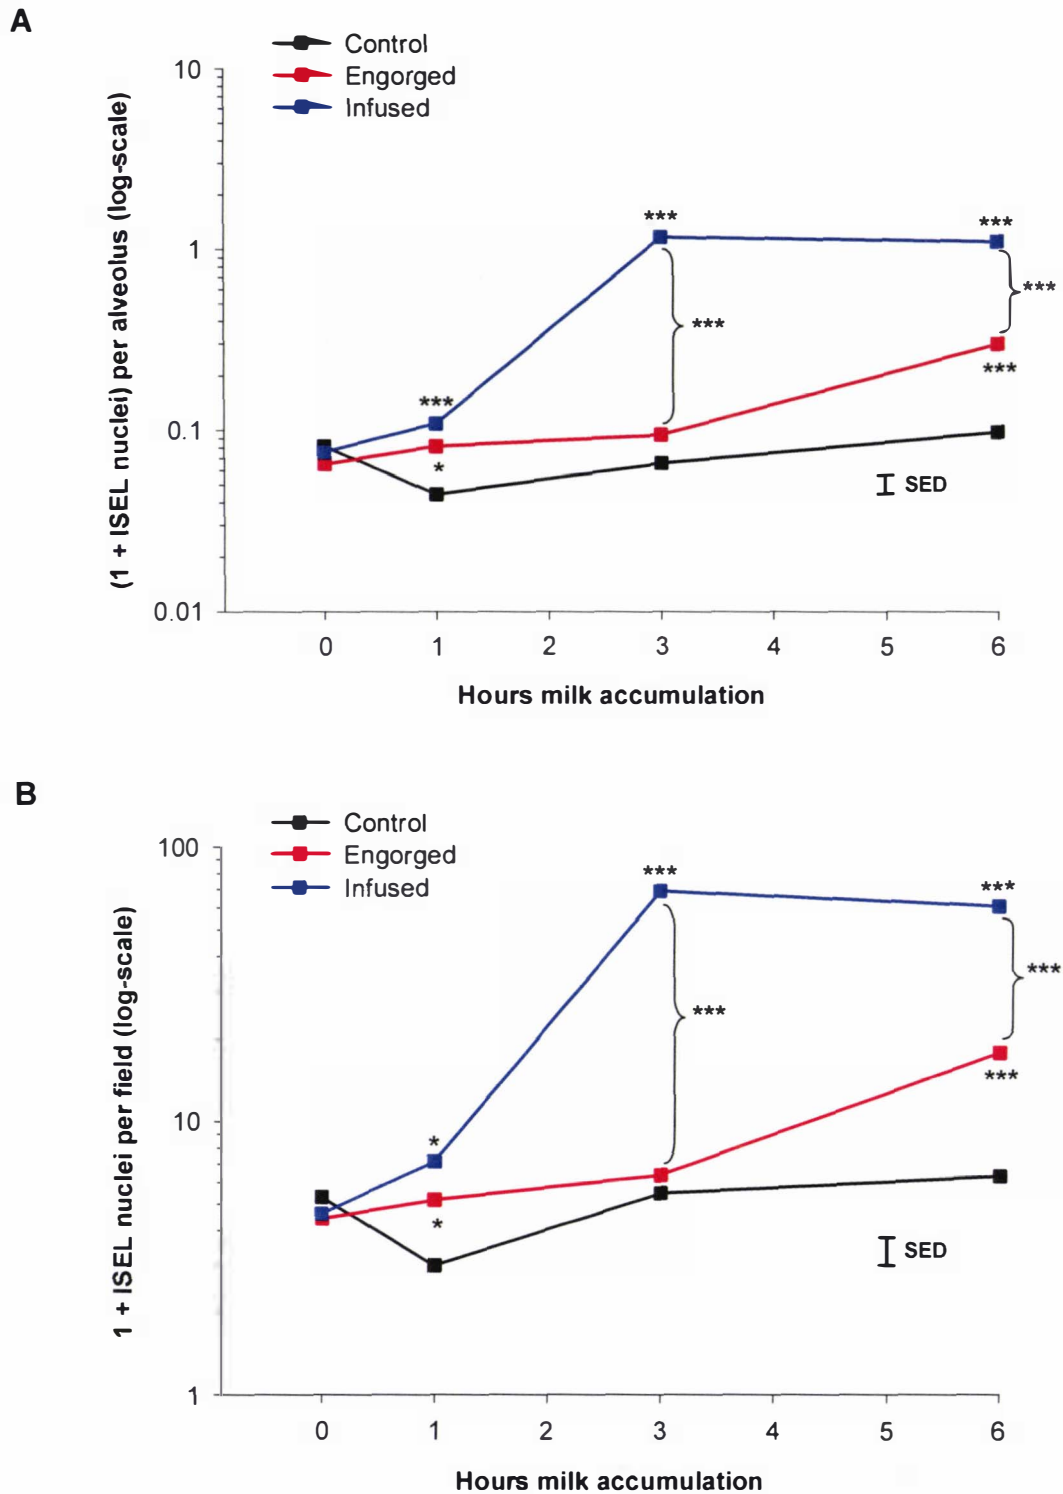 A
Control
Engorged
Infused
10
1
0.1
0.01
(1 + ISEL nuclei) per alveolus (log-scale)
***
***
***
***
***
*
***
SED
0 1 2 3 4 5 6
Hours milk accumulation
B
Control
Engorged
Infused
100
10
1
1 + ISEL nuclei per field (log-scale)
***
***
***
***
***
*
*
SED
0 1 2 3 4 5 6
Hours milk accumulation